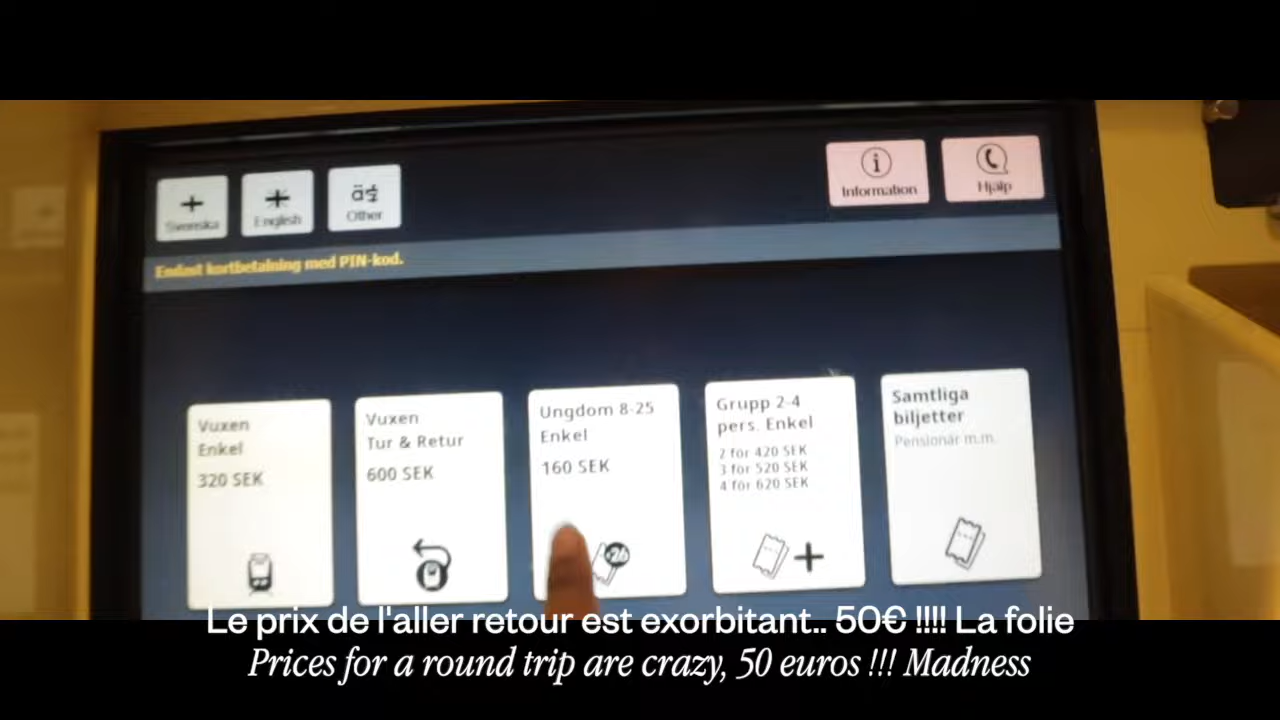 Svenska
English
äs
Other
Information
Hjälp
Endast kortbetalning med PIN-kod.
Vuxen
Enkel
320 SEK
Vuxen
Tur & Retur
600 SEK
Ungdom 8-25
Enkel
160 SEK
<26
Grupp 2-4
pers. Enkel
2 för 420 SEK
3 för 520 SEK
4 för 620 SEK
Samtliga
biljetter
Pensionär m.m.
Le prix de l'aller retour est exorbitant.. 50€ !!!! La folie
Prices for a round trip are crazy, 50 euros !!! Madness